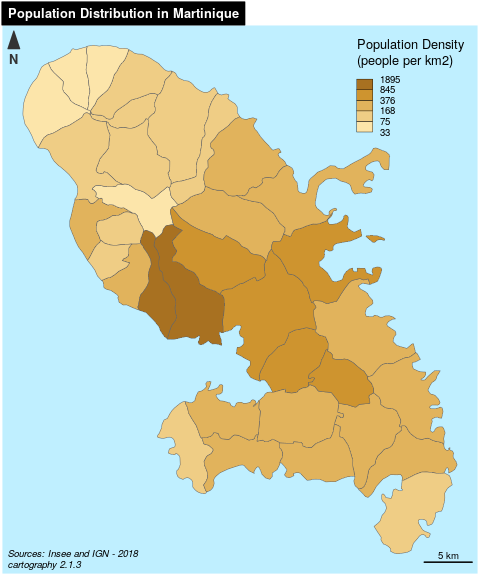 Population Distribution in Martinique
N
Population Density
(people per km2)
1895
845
376
168
75
33
Sources: Insee and IGN - 2018
cartography 2.1.3
5 km